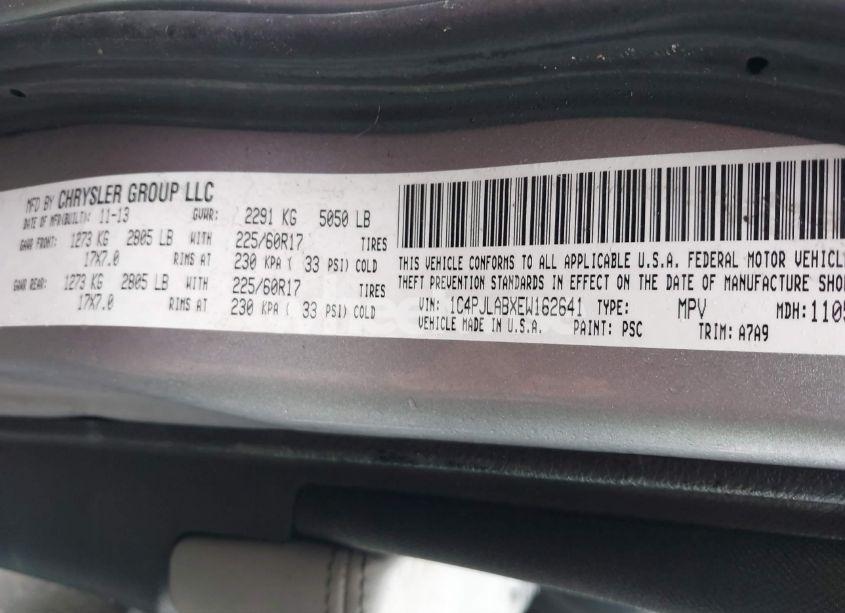 MFD BY CHRYSLER GROUP LLC
DATE OF MFR(BUILT): 11-13 GVWR: 2291 KG 5050 LB
GAWR FRONT: 1273 KG 2805 LB WITH 225/60R17 TIRES
17X7.0 RIMS AT 230 KPA ( 33 PSI) COLD
GAWR REAR: 1273 KG 2805 LB WITH 225/60R17 TIRES
17X7.0 RIMS AT 230 KPA ( 33 PSI) COLD
THIS VEHICLE CONFORMS TO ALL APPLICABLE U.S.A. FEDERAL MOTOR VEHICLE
THEFT PREVENTION STANDARDS IN EFFECT ON THE DATE OF MANUFACTURE SHO
VIN: 1C4PJLABXEW162641 TYPE: MPV MDH: 1105
VEHICLE MADE IN U.S.A. PAINT: PSC TRIM: A7A9